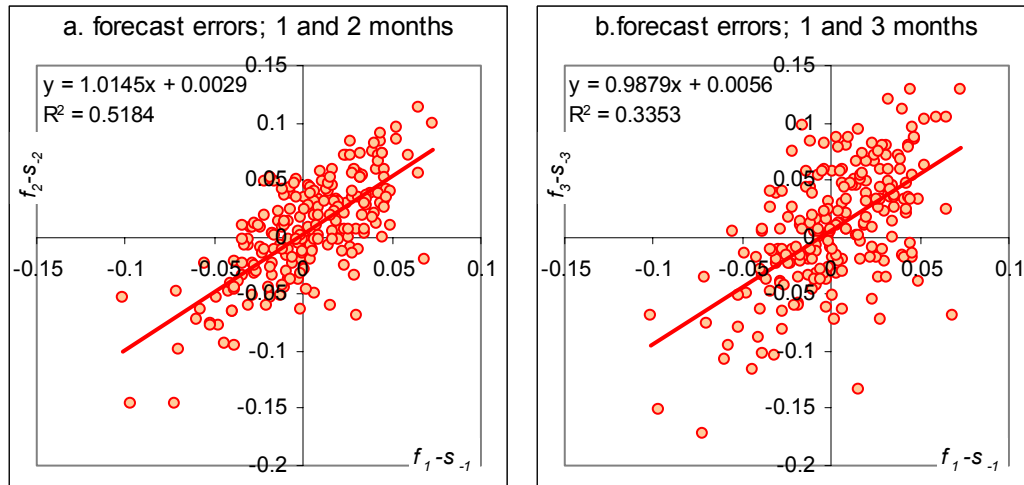 a. forecast errors; 1 and 2 months
0.15
y = 1.0145x + 0.0029
R² = 0.5184
0.1
f₂-s₋₂
0.05
0
-0.15
-0.1
-0.05
0
0.05
0.1
-0.05
-0.1
-0.15
-0.2
f₁-s₋₁
b.forecast errors; 1 and 3 months
0.15
y = 0.9879x + 0.0056
R² = 0.3353
0.1
f₃-s₋₃
0.05
0
-0.15
-0.1
-0.05
0
0.05
0.1
-0.05
-0.1
-0.15
-0.2
f₁-s₋₁